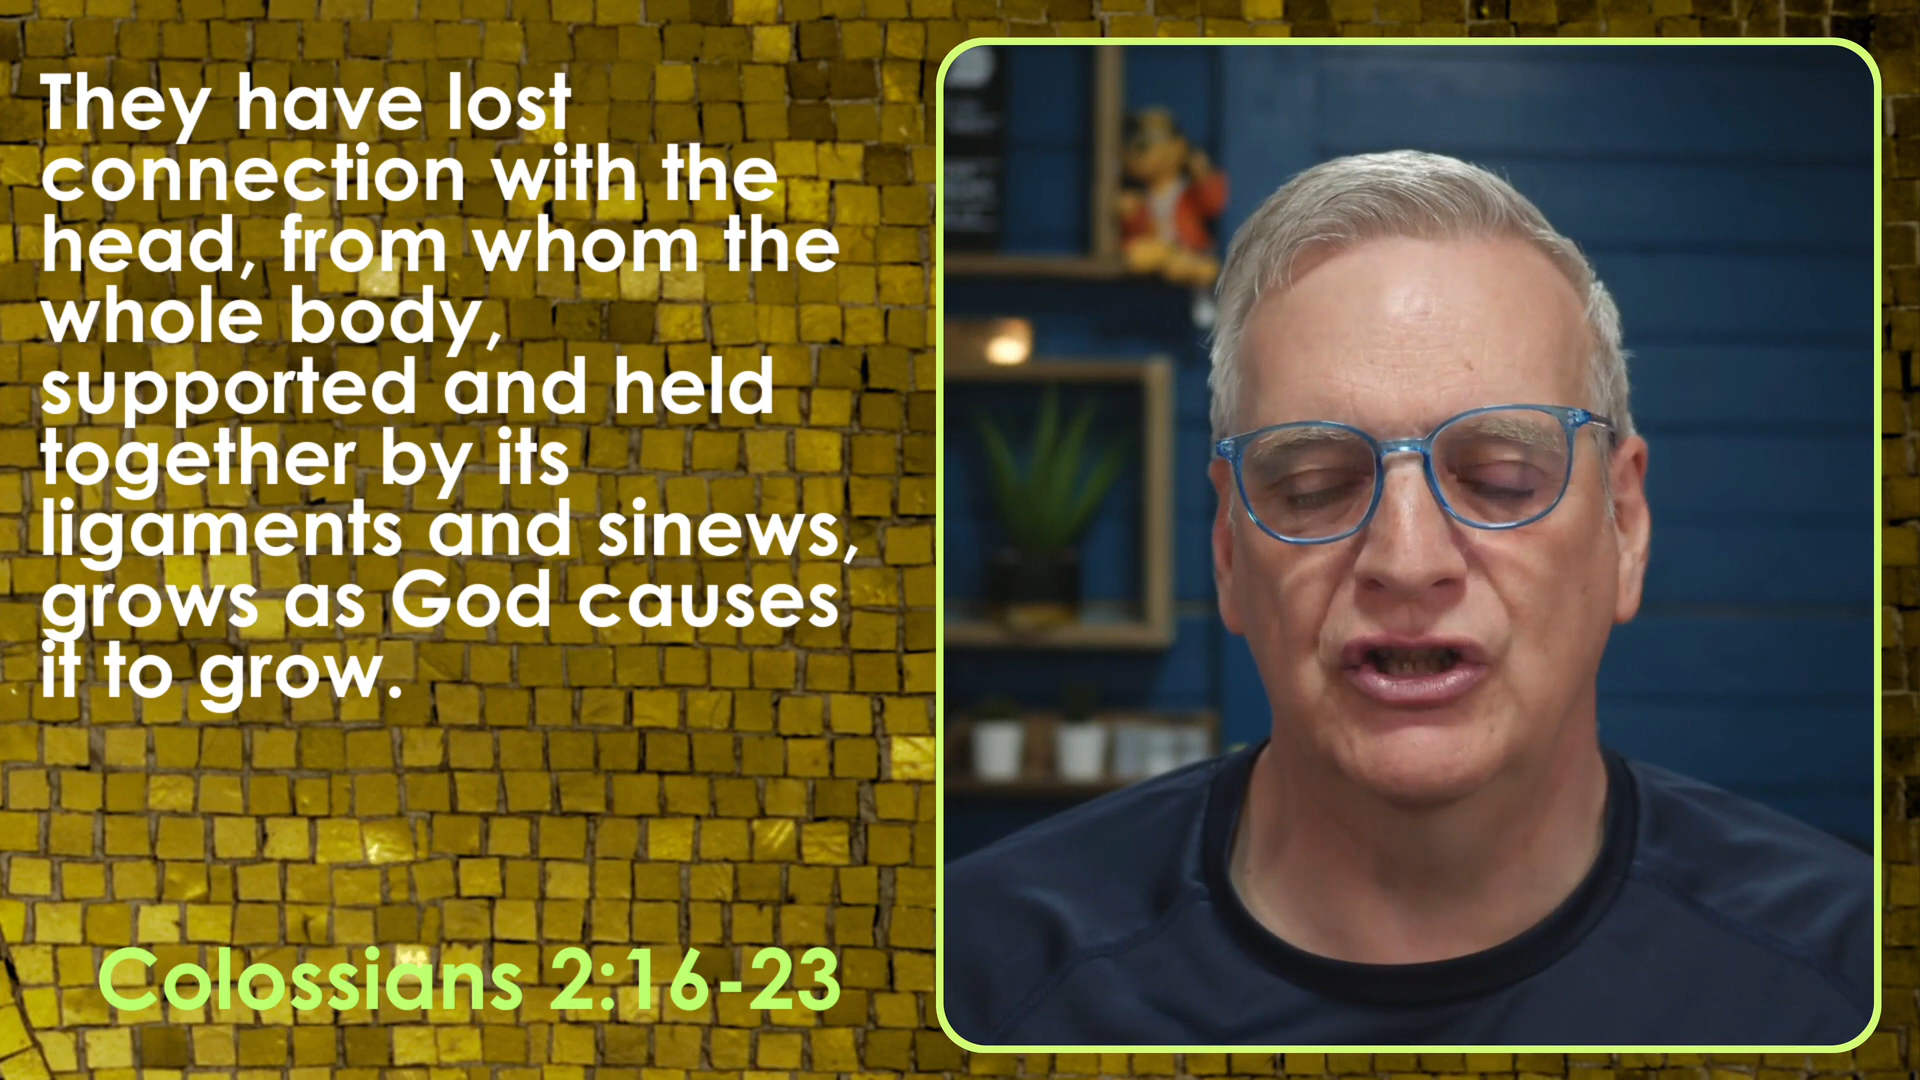 They have lost
connection with the
head, from whom the
whole body,
supported and held
together by its
ligaments and sinews,
grows as God causes
it to grow.
Colossians 2:16-23